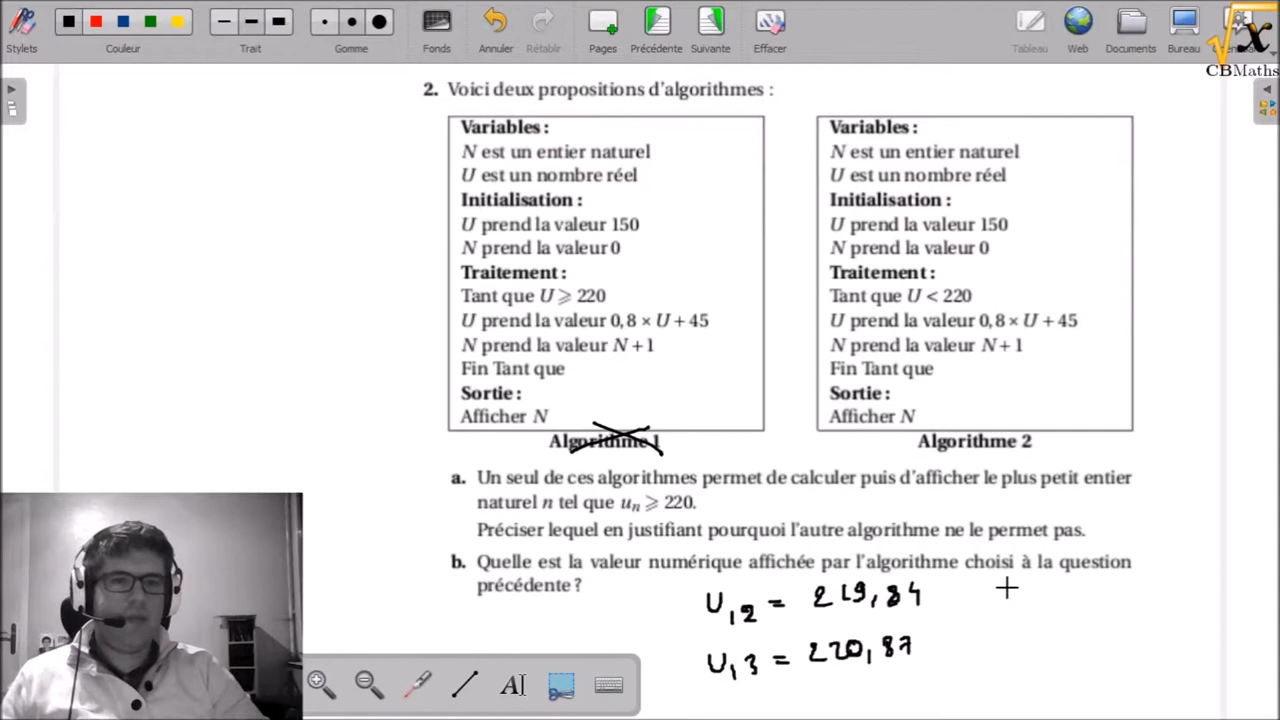 Stylets
Couleur
Trait
Gomme
Fonds
Annuler
Rétablir
Pages
Précédente
Suivante
Effacer
Tableau
Web
Documents
Bureau
√x
CBMaths
2. Voici deux propositions d'algorithmes :
Variables :
N est un entier naturel
U est un nombre réel
Initialisation :
U prend la valeur 150
N prend la valeur 0
Traitement :
Tant que U ⩾ 220
U prend la valeur 0,8 × U + 45
N prend la valeur N + 1
Fin Tant que
Sortie :
Afficher N
Algorithme 1
Variables :
N est un entier naturel
U est un nombre réel
Initialisation :
U prend la valeur 150
N prend la valeur 0
Traitement :
Tant que U < 220
U prend la valeur 0,8 × U + 45
N prend la valeur N + 1
Fin Tant que
Sortie :
Afficher N
Algorithme 2
a. Un seul de ces algorithmes permet de calculer puis d'afficher le plus petit entier
naturel n tel que uₙ ⩾ 220.
Préciser lequel en justifiant pourquoi l'autre algorithme ne le permet pas.
b. Quelle est la valeur numérique affichée par l'algorithme choisi à la question
précédente ?
U₁₂ = 219,84
U₁₃ = 220,87